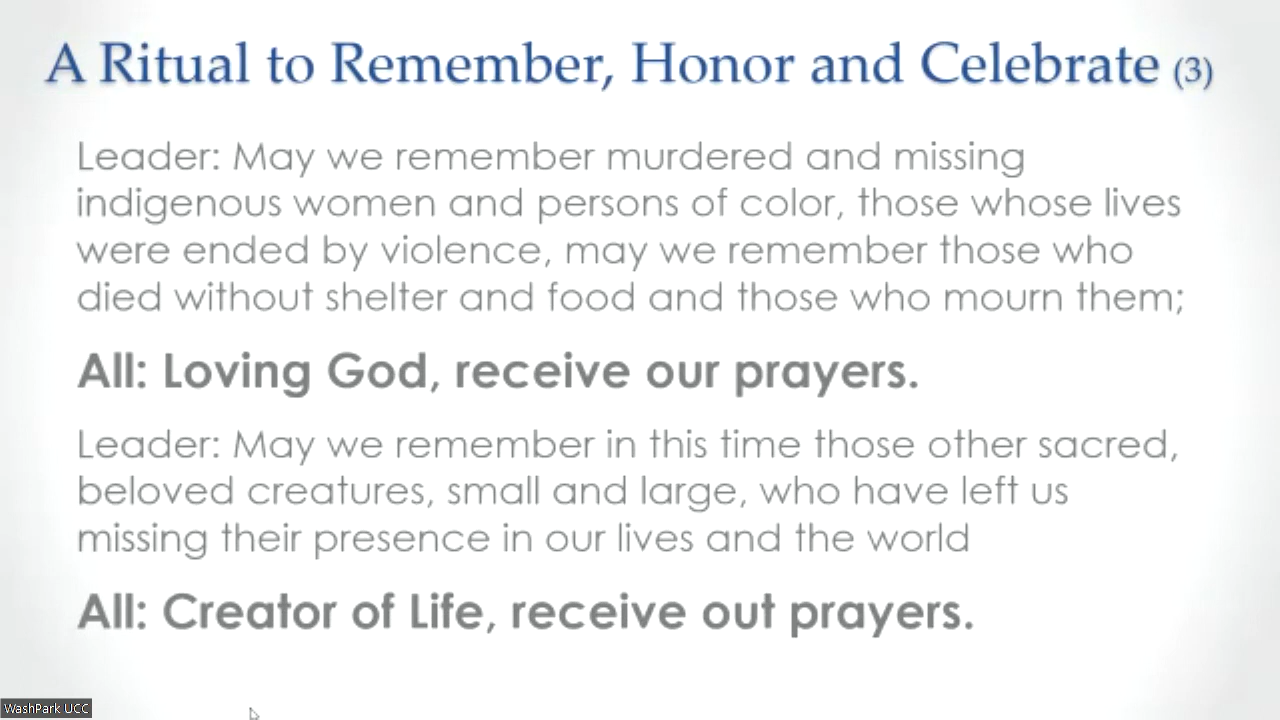 A Ritual to Remember, Honor and Celebrate (3)
Leader: May we remember murdered and missing
indigenous women and persons of color, those whose lives
were ended by violence, may we remember those who
died without shelter and food and those who mourn them;
All: Loving God, receive our prayers.
Leader: May we remember in this time those other sacred,
beloved creatures, small and large, who have left us
missing their presence in our lives and the world
All: Creator of Life, receive out prayers.
WashPark UCC